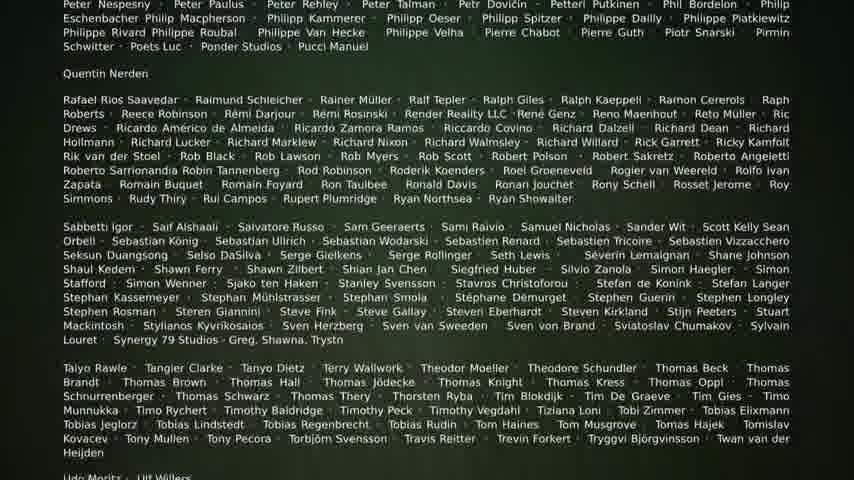 Peter Nespesny · Peter Paulus · Peter Rehley · Peter Talman · Petr Dovičín · Petteri Putkinen · Phil Bordelon · Philip
Eschenbacher Philip Macpherson · Philipp Kammerer · Philipp Oeser · Philipp Spitzer · Philippe Dailly · Philippe Piatkiewitz
Philippe Rivard Philippe Roubal · Philippe Van Hecke · Philippe Velha · Pierre Chabot · Pierre Guth · Piotr Snarski · Pirmin
Schwitter · Poets Luc · Ponder Studios · Pucci Manuel
Quentin Nerden
Rafael Rios Saavedar · Raimund Schleicher · Rainer Müller · Ralf Tepler · Ralph Giles · Ralph Kaeppeli · Ramon Cererols · Raph
Roberts · Reece Robinson · Rémi Darjour · Rémi Rosinski · Render Reality LLC · René Genz · Reno Maenhout · Reto Müller · Ric
Drews · Ricardo Américo de Almeida · Ricardo Zamora Ramos · Riccardo Covino · Richard Dalzell · Richard Dean · Richard
Hollmann · Richard Lucker · Richard Marklew · Richard Nixon · Richard Walmsley · Richard Willard · Rick Garrett · Ricky Kamfolt
Rik van der Stoel · Rob Black · Rob Lawson · Rob Myers · Rob Scott · Robert Polson · Robert Sakretz · Roberto Angeletti
Roberto Sarrionandia Robin Tannenberg · Rod Robinson · Roderik Koenders · Roel Groeneveld · Rogier van Weereld · Rolfo Ivan
Zapata · Romain Buquet · Romain Foyard · Ron Taulbee · Ronald Davis · Ronan Jouchet · Rony Schell · Rosset Jerome · Roy
Simmons · Rudy Thiry · Rui Campos · Rupert Plumridge · Ryan Northsea · Ryan Showalter
Sabbetti Igor · Saif Alshaali · Salvatore Russo · Sam Geeraerts · Sami Raivio · Samuel Nicholas · Sander Wit · Scott Kelly Sean
Orbell · Sebastian König · Sebastian Ullrich · Sebastian Wodarski · Sebastien Renard · Sebastien Tricoire · Sebastien Vizzacchero
Seksun Duangsong · Selso DaSilva · Serge Gielkens · Serge Rollinger · Seth Lewis · Séverin Lemaignan · Shane Johnson
Shaul Kedem · Shawn Ferry · Shawn Zilbert · Shian Jan Chen · Siegfried Huber · Silvio Zanola · Simon Haegler · Simon
Stafford · Simon Wenner · Sjako ten Haken · Stanley Svensson · Stavros Christoforou · Stefan de Konink · Stefan Langer
Stephan Kassemeyer · Stephan Mühlstrasser · Stephan Smola · Stéphane Démurget · Stephen Guerin · Stephen Longley
Stephen Rosman · Steren Giannini · Steve Fink · Steve Gallay · Steven Eberhardt · Steven Kirkland · Stijn Peeters · Stuart
Mackintosh · Stylianos Kyvrikosaios · Sven Herzberg · Sven van Sweeden · Sven von Brand · Sviatoslav Chumakov · Sylvain
Louret · Synergy 79 Studios - Greg, Shawna, Trystn
Taiyo Rawle · Tangier Clarke · Tanyo Dietz · Terry Wallwork · Theodor Moeller · Theodore Schundler · Thomas Beck · Thomas
Brandt · Thomas Brown · Thomas Hall · Thomas Jödecke · Thomas Knight · Thomas Kress · Thomas Oppl · Thomas
Schnurrenberger · Thomas Schwarz · Thomas Thery · Thorsten Ryba · Tim Blokdijk · Tim De Graeve · Tim Gies · Timo
Munnukka · Timo Rychert · Timothy Baldridge · Timothy Peck · Timothy Vegdahl · Tiziana Loni · Tobi Zimmer · Tobias Elixmann
Tobias Jeglorz · Tobias Lindstedt · Tobias Regenbrecht · Tobias Rudin · Tom Haines · Tom Musgrove · Tomas Hajek · Tomislav
Kovacev · Tony Mullen · Tony Pecora · Torbjörn Svensson · Travis Reitter · Trevin Forkert · Tryggvi Björgvinsson · Twan van der
Heijden
Udo Moritz · Ulf Willers